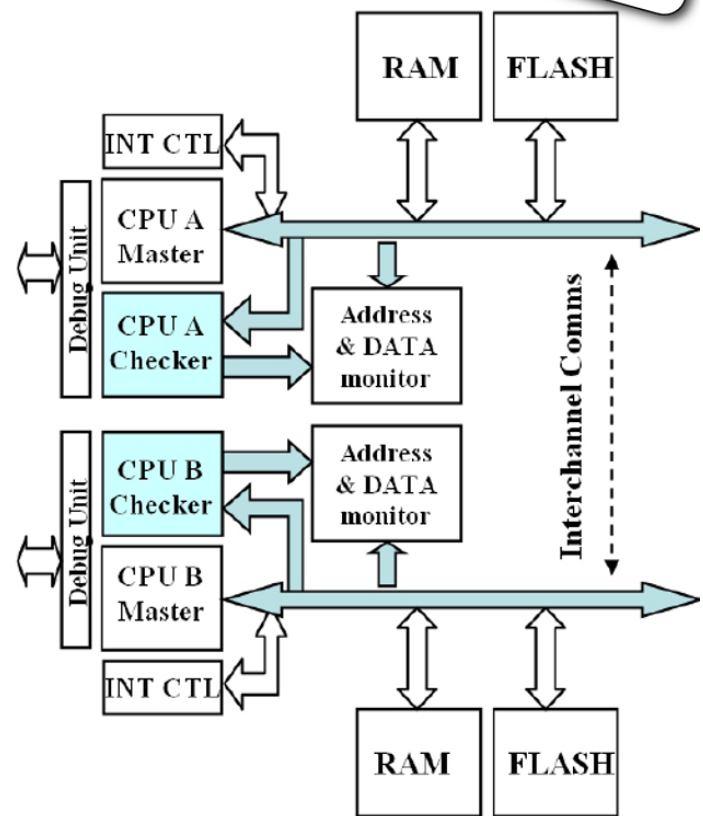 RAM
FLASH
INT CTL
CPU A
Master
Debug Unit
CPU A
Checker
Address
& DATA
monitor
Interchannel Comms
CPU B
Checker
Address
& DATA
monitor
Debug Unit
CPU B
Master
INT CTL
RAM
FLASH